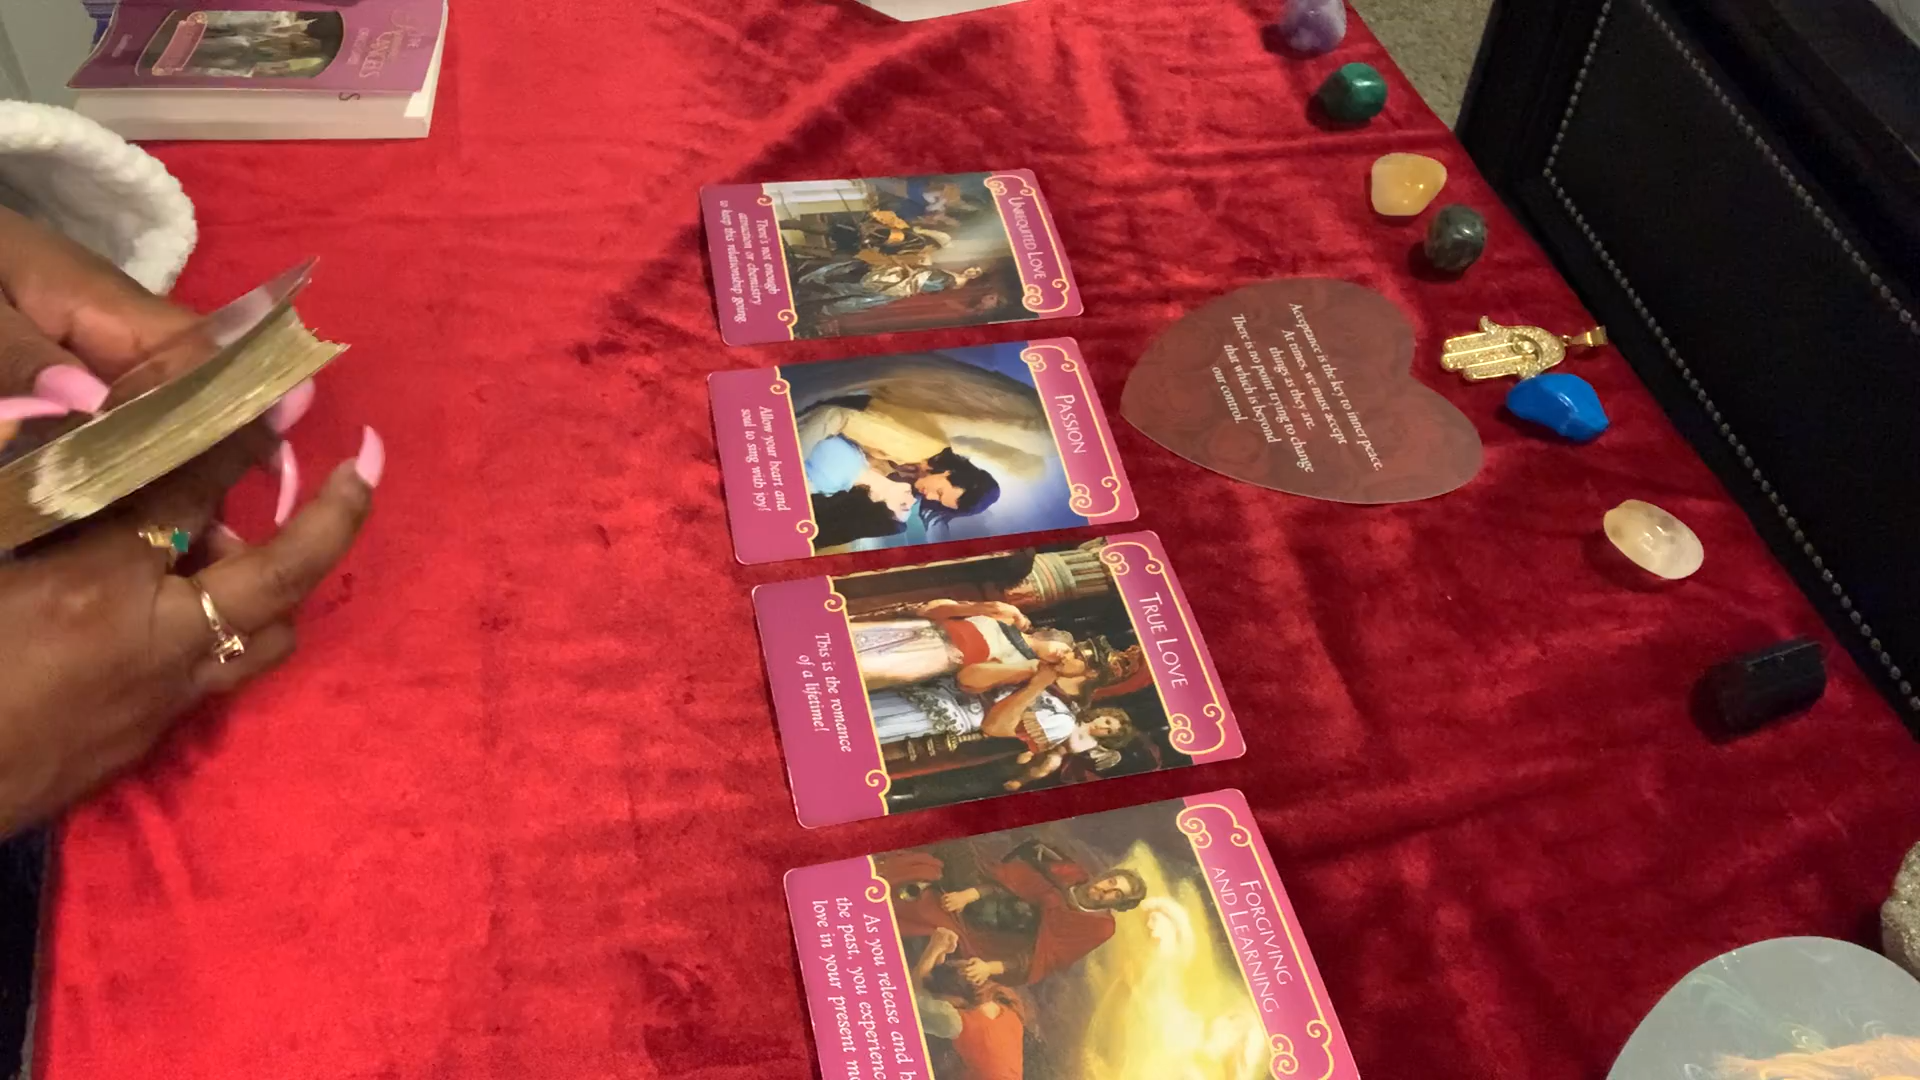 UNREQUITED LOVE
There's not enough
attraction or chemistry
to keep this relationship going.
PASSION
Allow your heart and
soul to sing with joy!
TRUE LOVE
This is the romance
of a lifetime!
FORGIVING
AND LEARNING
As you release and h
the past, you experienc
love in your present mo
Acceptance is the key to inner peace.
At times, we must accept
things as they are.
There is no point trying to change
that which is beyond
our control.
THE
ANGELS